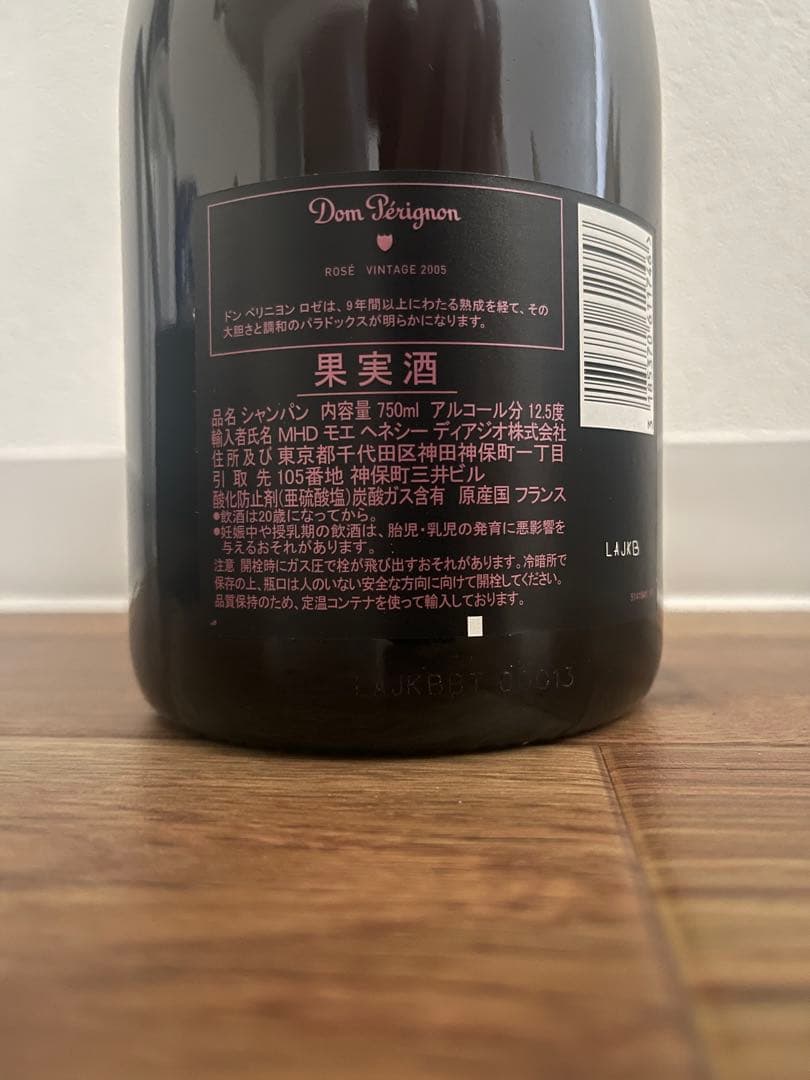 Dom Pérignon
ROSÉ VINTAGE 2005
ドン ペリニヨン ロゼは、9年間以上にわたる熟成を経て、その
大胆さと調和のパラドックスが明らかになります。
果実酒
品名 シャンパン 内容量 750ml アルコール分 12.5度
輸入者氏名 MHD モエ ヘネシー ディアジオ株式会社
住所及び 東京都千代田区神田神保町一丁目
引取先 105番地 神保町三井ビル
酸化防止剤(亜硫酸塩)炭酸ガス含有 原産国 フランス
●飲酒は20歳になってから。
●妊娠中や授乳期の飲酒は、胎児・乳児の発育に悪影響を
与えるおそれがあります。
注意 開栓時にガス圧で栓が飛び出すおそれがあります。冷暗所で
保存の上、瓶口は人のいない安全な方向に向けて開栓してください。
品質保持のため、定温コンテナを使って輸入しております。
3 185370 611746
LAJKB
LAJKBBT 00013